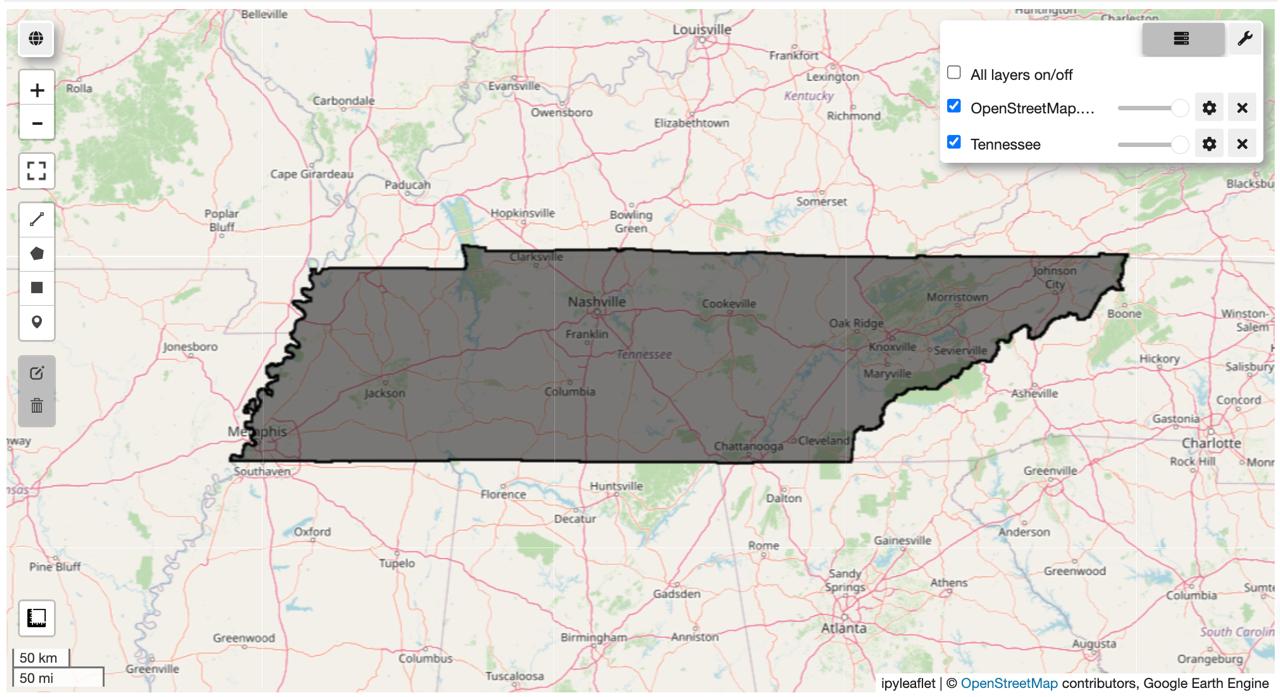 Belleville
Louisville
Huntington
Charleston
Frankfort
Lexington
Kentucky
Richmond
Rolla
Evansville
Owensboro
Carbondale
Elizabethtown
All layers on/off
OpenStreetMap....
Tennessee
Cape Girardeau
Paducah
Blacksbu
Somerset
Poplar
Bluff
Hopkinsville
Bowling
Green
Clarksville
Johnson
City
Nashville
Cookeville
Morristown
Boone
Winston-
Salem
Franklin
Oak Ridge
Jonesboro
Tennessee
Knoxville
Sevierville
Hickory
Salisbury
Maryville
Jackson
Columbia
Asheville
Concord
Gastonia
Memphis
Chattanooga
Cleveland
Charlotte
nway
Southaven
Greenville
Rock Hill
Monr
nsas
Florence
Huntsville
Dalton
Decatur
Oxford
Anderson
Gainesville
Rome
Tupelo
Pine Bluff
Sandy
Springs
Athens
Greenwood
Gadsden
Columbia
Sumte
Atlanta
Greenwood
Birmingham
Anniston
South Carolin
Augusta
Columbus
Orangeburg
50 km
Greenville
50 mi
Tuscaloosa
ipyleaflet | © OpenStreetMap contributors, Google Earth Engine